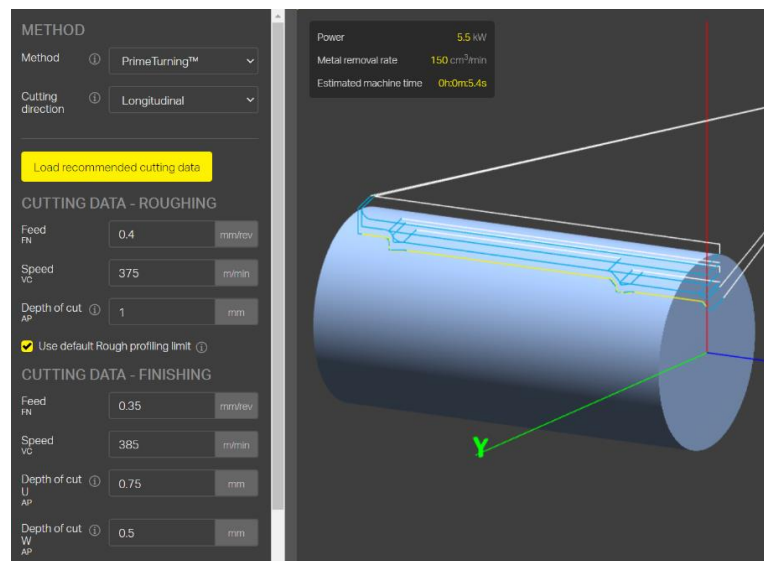 METHOD
Method PrimeTurning™
Cutting direction Longitudinal
Load recommended cutting data
CUTTING DATA - ROUGHING
Feed FN 0.4 mm/rev
Speed VC 375 m/min
Depth of cut AP 1 mm
Use default Rough profiling limit
CUTTING DATA - FINISHING
Feed FN 0.35 mm/rev
Speed VC 385 m/min
Depth of cut U AP 0.75 mm
Depth of cut W AP 0.5 mm
Power 5.5 kW
Metal removal rate 150 cm³/min
Estimated machine time 0h:0m:5.4s
Y